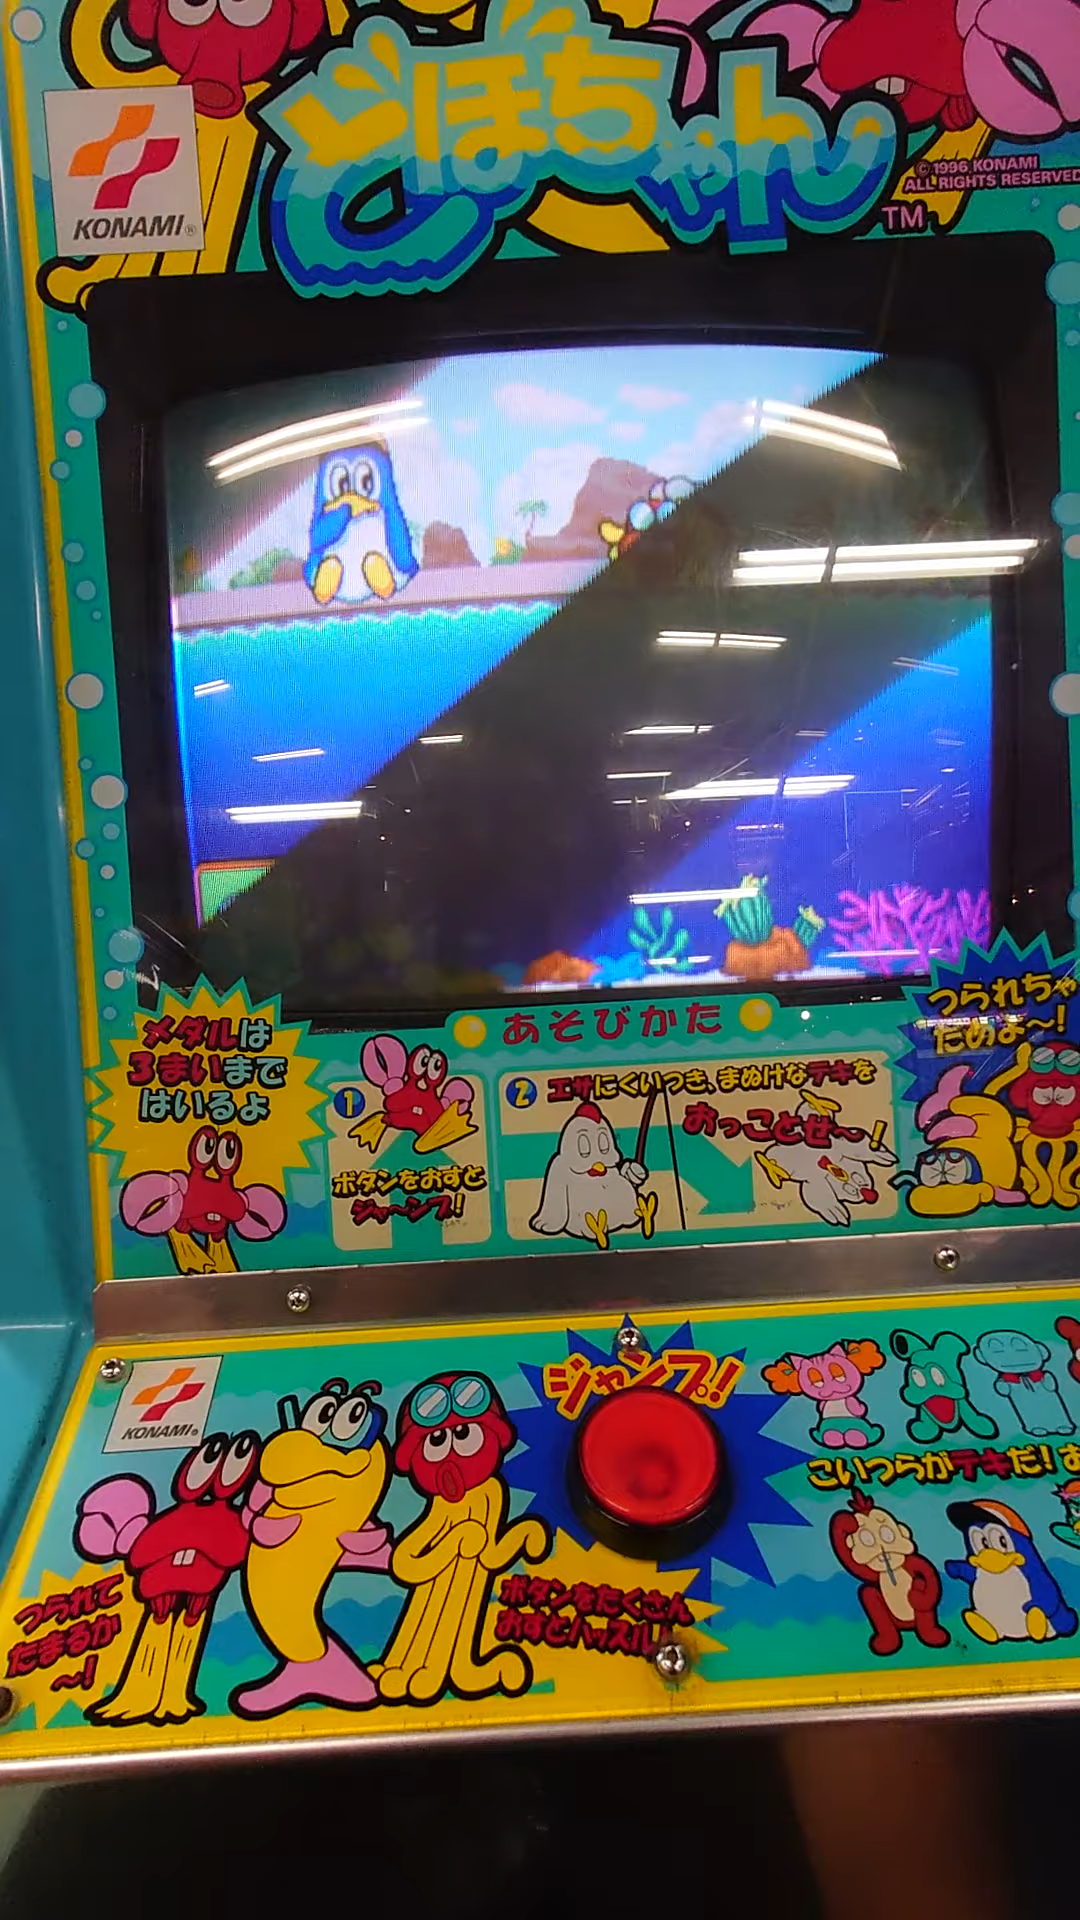 どぼちゃん
KONAMI®
©1996 KONAMI
ALL RIGHTS RESERVED
TM
あそびかた
メダルは
3まいまで
はいるよ
1
ボタンをおすと
ジャ〜ンプ!
2 エサにくいつき、まぬけなテキを
おっことせ〜!
つられちゃ
だめよ〜!
ジャンプ!
KONAMI®
こいつらがテキだ!
つられて
たまるか
〜!
ボタンをたくさん
おすとハッスル!